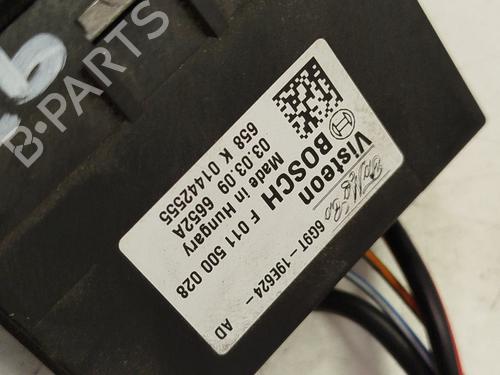 B-PARTS
Visteon
BOSCH F 011 500 028
Made in Hungary
03.03.09 6652A
658 K 01442555
6G9T-19E624- AD